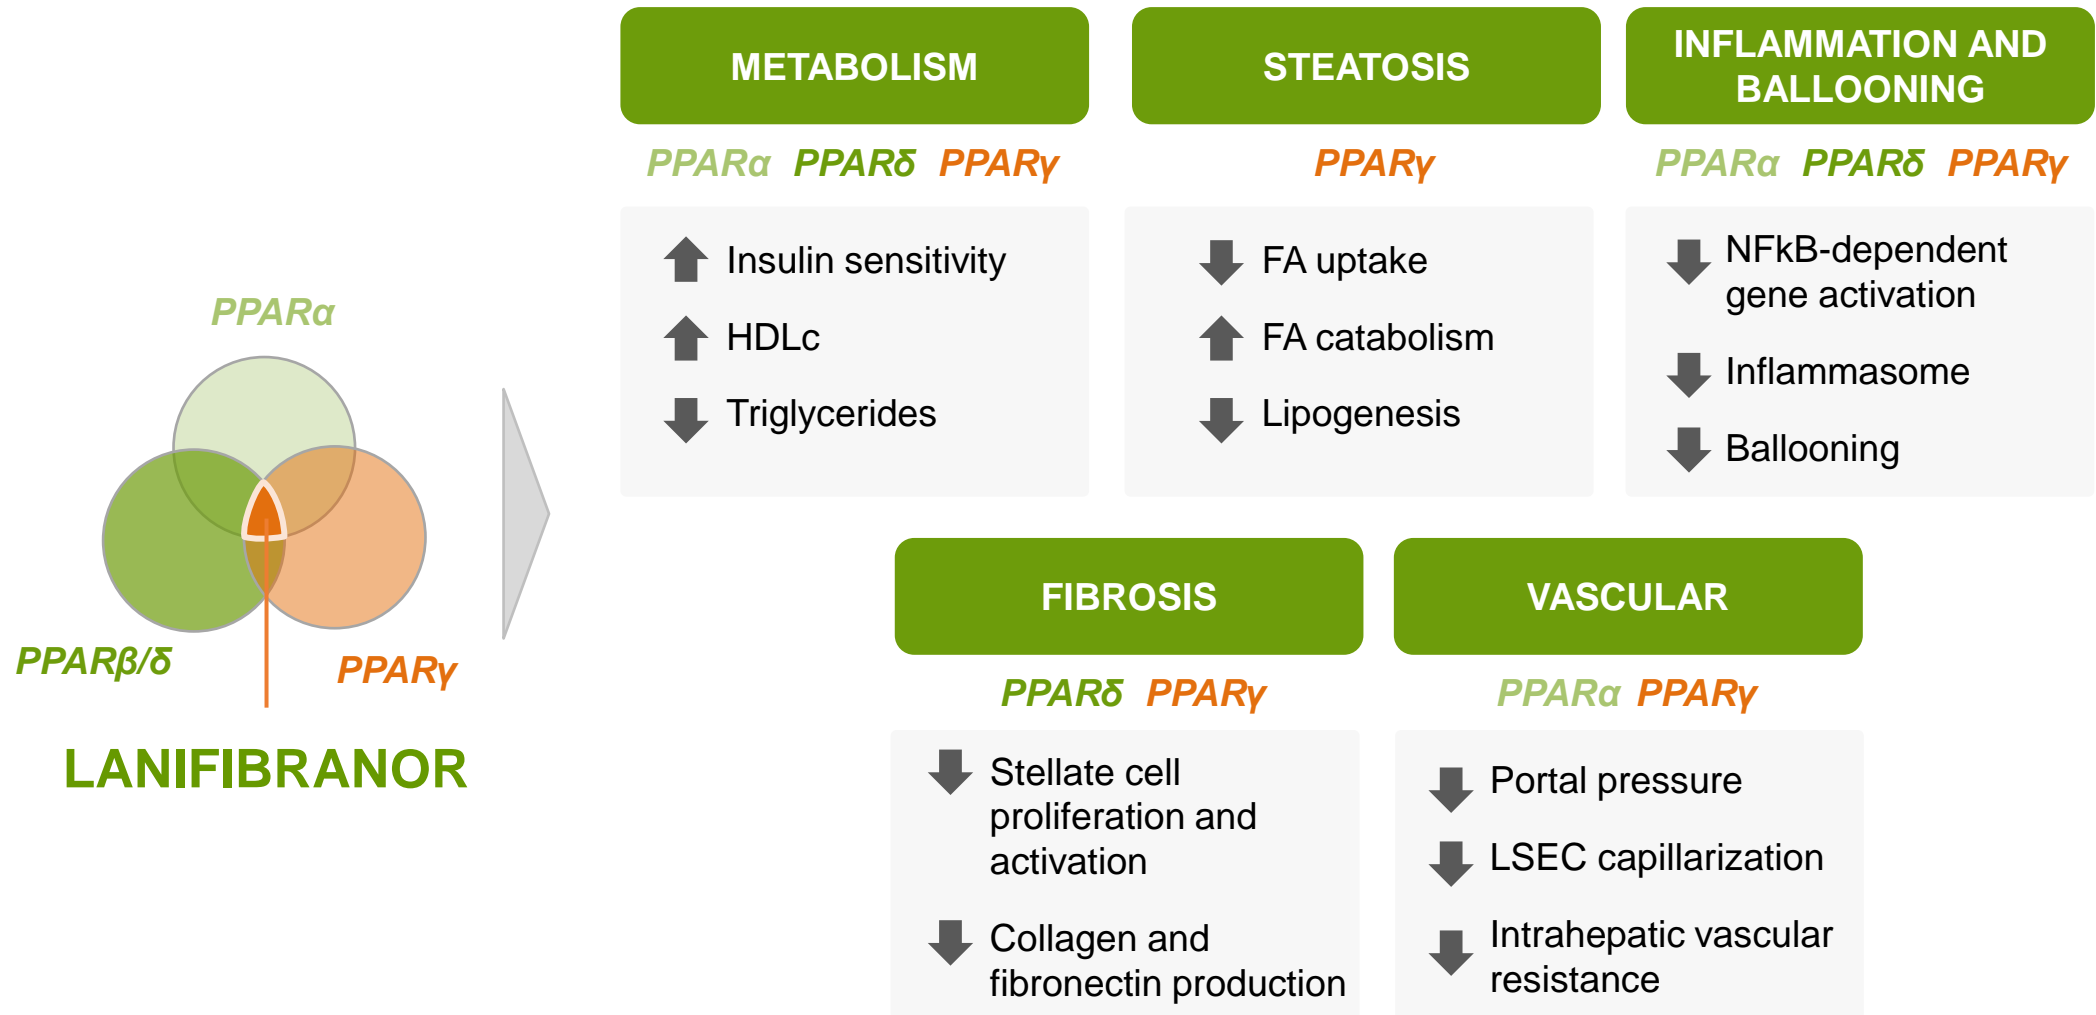 METABOLISM
PPARα PPARδ PPARγ
Insulin sensitivity
HDLc
Triglycerides
STEATOSIS
PPARγ
FA uptake
FA catabolism
Lipogenesis
INFLAMMATION AND
BALLOONING
PPARα PPARδ PPARγ
NFkB-dependent
gene activation
Inflammasome
Ballooning
PPARα
PPARβ/δ
PPARγ
LANIFIBRANOR
FIBROSIS
PPARδ PPARγ
Stellate cell
proliferation and
activation
Collagen and
fibronectin production
VASCULAR
PPARα PPARγ
Portal pressure
LSEC capillarization
Intrahepatic vascular
resistance